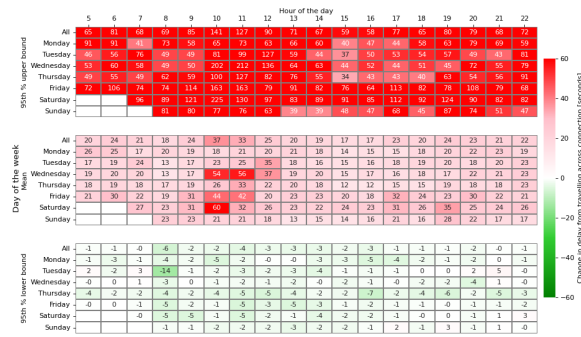 Hour of the day
5 6 7 8 9 10 11 12 13 14 15 16 17 18 19 20 21 22
95th % upper bound
All 65 81 68 69 85 141 127 90 71 67 59 58 77 65 80 79 68 72
Monday 91 91 41 73 58 65 73 63 66 60 40 47 44 58 63 79 69 59
Tuesday 46 56 76 49 49 81 99 127 59 44 37 50 53 54 57 49 43 81
Wednesday 53 60 58 49 50 202 212 136 64 63 44 52 44 51 45 72 55 79
Thursday 49 55 49 62 59 100 127 82 76 55 34 43 43 40 63 54 56 91
Friday 72 106 74 74 114 163 163 79 91 82 76 64 113 82 78 108 79 68
Saturday 96 89 121 225 130 97 83 89 91 85 112 92 124 90 82 82
Sunday 81 80 77 76 63 39 39 48 47 68 45 87 74 51 47
Day of the week
Mean
All 20 24 21 18 24 37 33 25 20 19 17 17 23 20 24 23 21 22
Monday 26 25 17 20 19 18 21 20 21 18 14 15 15 18 20 22 23 19
Tuesday 17 19 24 13 17 23 25 35 18 16 15 16 18 19 20 18 20 23
Wednesday 19 20 20 13 17 54 56 37 19 20 15 17 16 18 17 22 21 23
Thursday 18 19 18 17 19 26 33 22 20 18 12 12 15 15 19 18 18 23
Friday 21 30 22 19 31 44 42 20 17 23 20 18 32 24 23 30 22 21
Saturday 27 23 31 60 32 26 23 22 24 23 31 26 35 25 24 26
Sunday 23 23 21 21 18 13 15 14 16 21 16 28 22 17 17
95th % lower bound
All -1 -1 -0 -6 -2 -2 -4 -3 -3 -3 -2 -3 -1 -1 -1 -2 -0 -1
Monday -1 -3 -1 -4 -2 -5 -2 -0 -0 -3 -3 -5 -4 -2 -1 -2 -0 -1
Tuesday 2 -2 3 -14 -1 -2 -3 -2 -3 -4 -1 -1 -1 0 0 2 5 -0
Wednesday -0 0 1 3 0 -1 -2 -1 -2 -1 -2 -1 0 -2 -2 -4 1 -0
Thursday -4 -2 -2 -4 -2 -4 -5 -5 -4 -2 -2 -7 -2 -4 -6 -2 -5 -3
Friday -0 0 -1 -5 -2 -1 -5 -3 -5 -3 -1 -2 -1 -1 -0 -1 -1 -2
Saturday -0 -5 -5 -1 -5 -2 -2 -1 -2 -2 -1 -1 -0 -1 1 3
Sunday -1 -1 -2 -2 -3 -2 -2 -1 -1 2 -1 3 -1 1 -0
Change in delay from travelling across connection [seconds]
60
40
20
0
−20
−40
−60